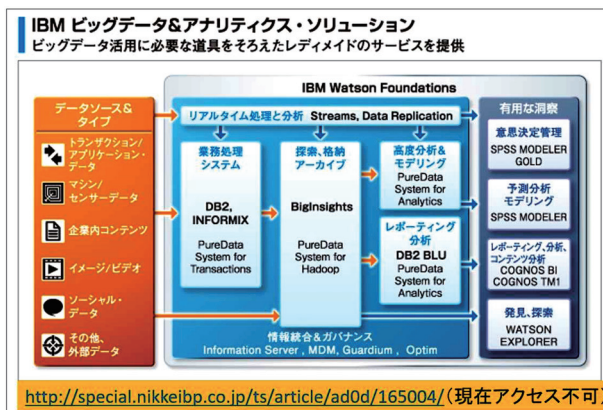 IBM ビッグデータ&アナリティクス・ソリューション
ビッグデータ活用に必要な道具をそろえたレディメイドのサービスを提供
IBM Watson Foundations
データソース&
タイプ
トランザクション/
アプリケーション・
データ
マシン/
センサーデータ
企業内コンテンツ
イメージ/ビデオ
ソーシャル・
データ
その他、
外部データ
リアルタイム処理と分析 Streams, Data Replication
業務処理
システム
DB2,
INFORMIX
PureData
System for
Transactions
探索、格納
アーカイブ
BigInsights
PureData
System for
Hadoop
高度分析&
モデリング
PureData
System for
Analytics
レポーティング
分析
DB2 BLU
PureData
System for
Analytics
情報統合&ガバナンス
Information Server , MDM, Guardium , Optim
有用な洞察
意思決定管理
SPSS MODELER
GOLD
予測分析
モデリング
SPSS MODELER
レポーティング、分析、
コンテンツ分析
COGNOS BI
COGNOS TM1
発見、探索
WATSON
EXPLORER
http://special.nikkeibp.co.jp/ts/article/ad0d/165004/(現在アクセス不可)